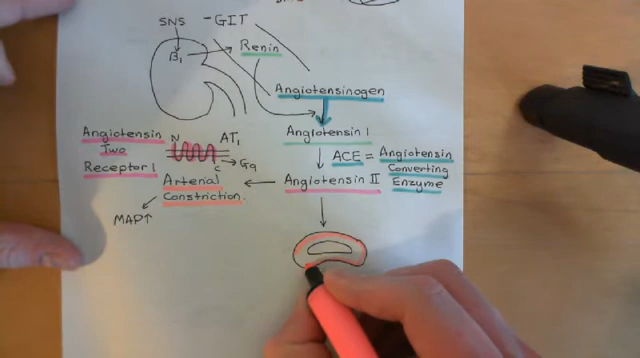 SNS
-GIT
β1
Renin
Angiotensinogen
Angiotensin I
ACE = Angiotensin
Converting
Enzyme
Angiotensin II
Angiotensin
Two
Receptor 1
N
AT1
C
Gq
Arterial
Constriction.
MAP↑